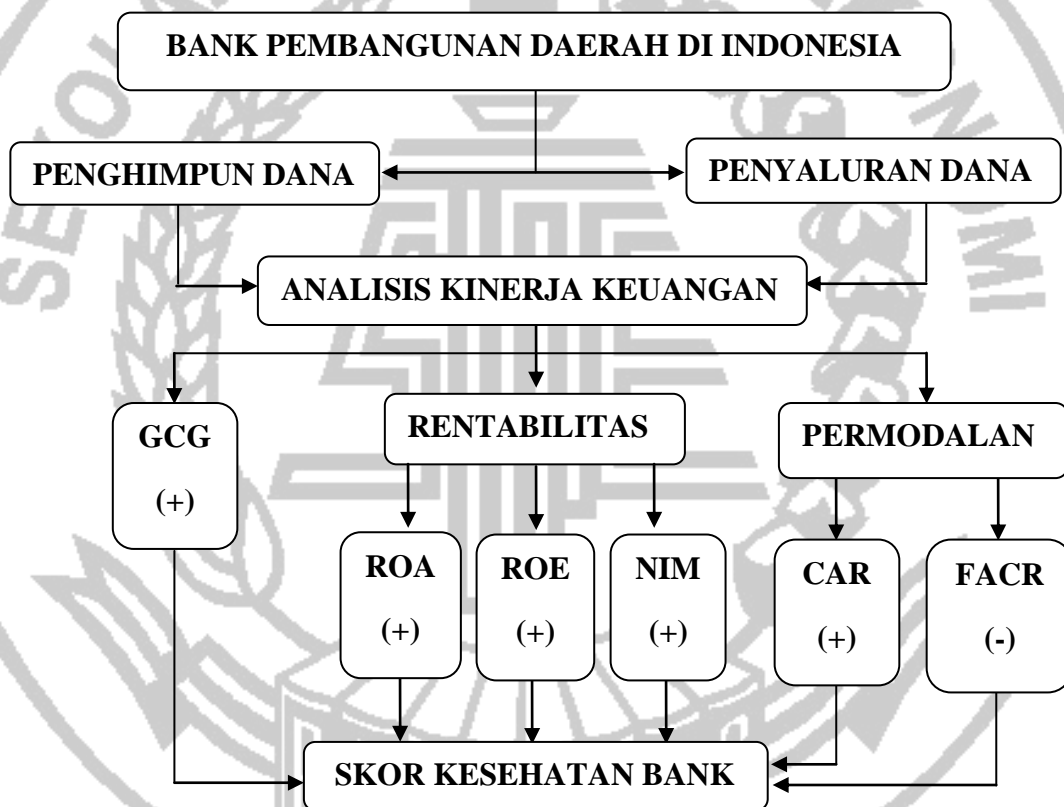 BANK PEMBANGUNAN DAERAH DI INDONESIA
PENGHIMPUN DANA
PENYALURAN DANA
ANALISIS KINERJA KEUANGAN
GCG
(+)
RENTABILITAS
PERMODALAN
ROA
(+)
ROE
(+)
NIM
(+)
CAR
(+)
FACR
(-)
SKOR KESEHATAN BANK